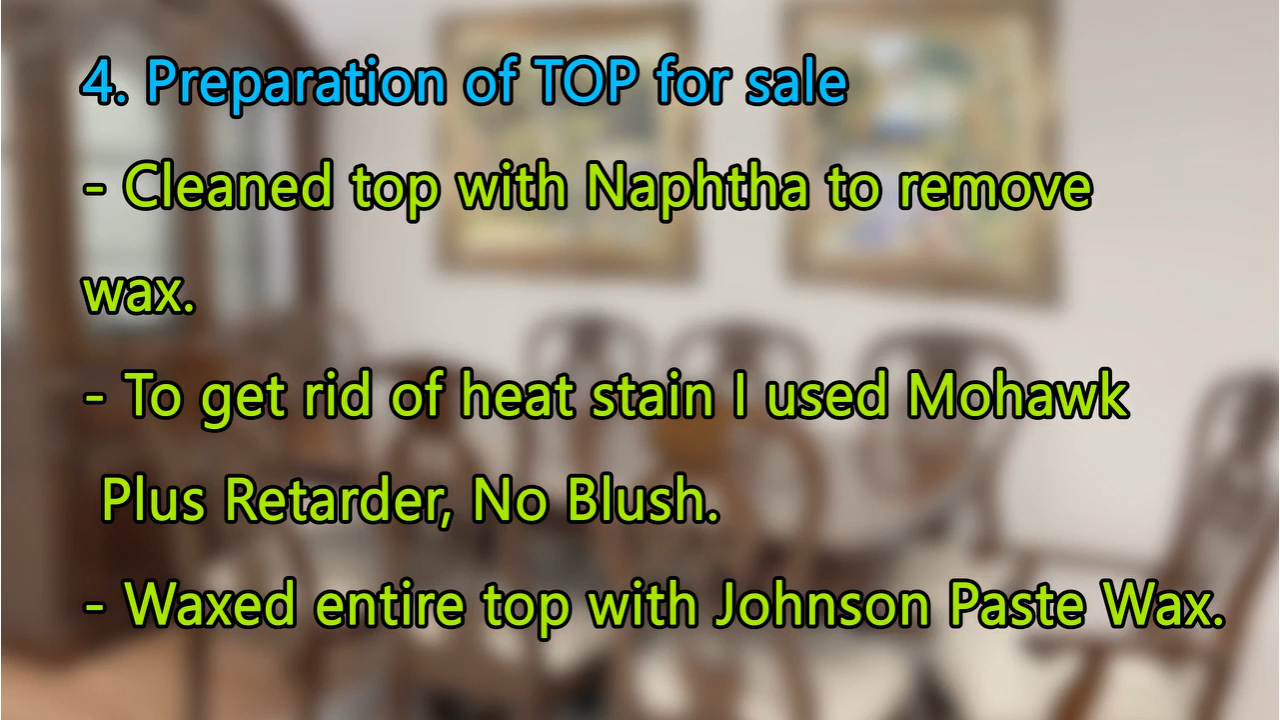 4. Preparation of TOP for sale
- Cleaned top with Naphtha to remove
wax.
- To get rid of heat stain I used Mohawk
Plus Retarder, No Blush.
- Waxed entire top with Johnson Paste Wax.